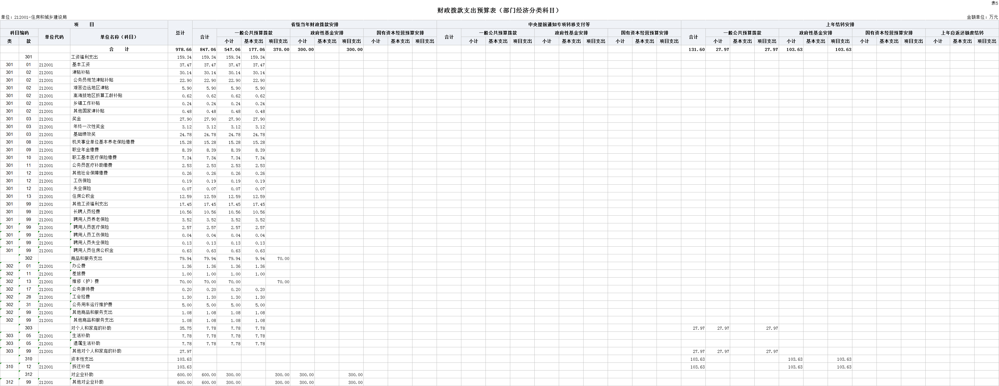 表5
财政拨款支出预算表（部门经济分类科目）
单位：212001-住房和城乡建设局 金额单位：万元
项 目 总计 省级当年财政拨款安排 中央提前通知专项转移支付等 上年结转安排
科目编码 单位代码 单位名称（科目） 合计 一般公共预算拨款 政府性基金安排 国有资本经营预算安排 合计 一般公共预算拨款 政府性基金安排 国有资本经营预算安排 合计 一般公共预算拨款 政府性基金安排 国有资本经营预算安排 上年应返还额度结转
类 款 小计 基本支出 项目支出 小计 基本支出 项目支出 小计 基本支出 项目支出 小计 基本支出 项目支出 小计 基本支出 项目支出 小计 基本支出 项目支出 小计 基本支出 项目支出 小计 基本支出 项目支出 小计 基本支出 项目支出 小计 基本支出 项目支出
合 计 978.66 847.06 547.06 177.06 370.00 300.00 300.00 131.60 27.97 27.97 103.63 103.63
301 工资福利支出 159.34 159.34 159.34 159.34
301 01 212001 基本工资 37.47 37.47 37.47 37.47
301 02 212001 津贴补贴 30.14 30.14 30.14 30.14
301 02 212001 公务员规范津贴补贴 22.90 22.90 22.90 22.90
301 02 212001 艰苦边远地区津贴 5.90 5.90 5.90 5.90
301 02 212001 高海拔地区折算工龄补贴 0.62 0.62 0.62 0.62
301 02 212001 乡镇工作补贴 0.24 0.24 0.24 0.24
301 02 212001 其他国家津补贴 0.48 0.48 0.48 0.48
301 03 212001 奖金 27.90 27.90 27.90 27.90
301 03 212001 年终一次性奖金 3.12 3.12 3.12 3.12
301 03 212001 基础绩效奖 24.78 24.78 24.78 24.78
301 08 212001 机关事业单位基本养老保险缴费 15.28 15.28 15.28 15.28
301 09 212001 职业年金缴费 8.39 8.39 8.39 8.39
301 10 212001 职工基本医疗保险缴费 7.34 7.34 7.34 7.34
301 11 212001 公务员医疗补助缴费 2.53 2.53 2.53 2.53
301 12 212001 其他社会保障缴费 0.26 0.26 0.26 0.26
301 12 212001 工伤保险 0.19 0.19 0.19 0.19
301 12 212001 失业保险 0.07 0.07 0.07 0.07
301 13 212001 住房公积金 12.59 12.59 12.59 12.59
301 99 212001 其他工资福利支出 17.45 17.45 17.45 17.45
301 99 212001 长聘人员经费 10.56 10.56 10.56 10.56
301 99 212001 聘用人员养老保险 3.52 3.52 3.52 3.52
301 99 212001 聘用人员医疗保险 2.57 2.57 2.57 2.57
301 99 212001 聘用人员工伤保险 0.04 0.04 0.04 0.04
301 99 212001 聘用人员失业保险 0.13 0.13 0.13 0.13
301 99 212001 聘用人员住房公积金 0.63 0.63 0.63 0.63
302 商品和服务支出 79.94 79.94 79.94 9.94 70.00
302 01 212001 办公费 1.36 1.36 1.36 1.36
302 11 212001 差旅费 1.00 1.00 1.00 1.00
302 13 212001 维修（护）费 70.00 70.00 70.00 70.00
302 17 212001 公务接待费 0.20 0.20 0.20 0.20
302 28 212001 工会经费 1.30 1.30 1.30 1.30
302 31 212001 公务用车运行维护费 5.00 5.00 5.00 5.00
302 99 212001 其他商品和服务支出 1.08 1.08 1.08 1.08
302 99 212001 其他商品和服务支出 1.08 1.08 1.08 1.08
303 对个人和家庭的补助 35.75 7.78 7.78 7.78 27.97 27.97 27.97
303 05 212001 生活补助 7.78 7.78 7.78 7.78
303 05 212001 遗属生活补助 7.78 7.78 7.78 7.78
303 99 212001 其他对个人和家庭的补助 27.97 27.97 27.97 27.97
310 资本性支出 103.63 103.63 103.63 103.63
310 12 212001 拆迁补偿 103.63 103.63 103.63 103.63
312 对企业补助 600.00 600.00 300.00 300.00 300.00 300.00
312 99 212001 其他对企业补助 600.00 600.00 300.00 300.00 300.00 300.00